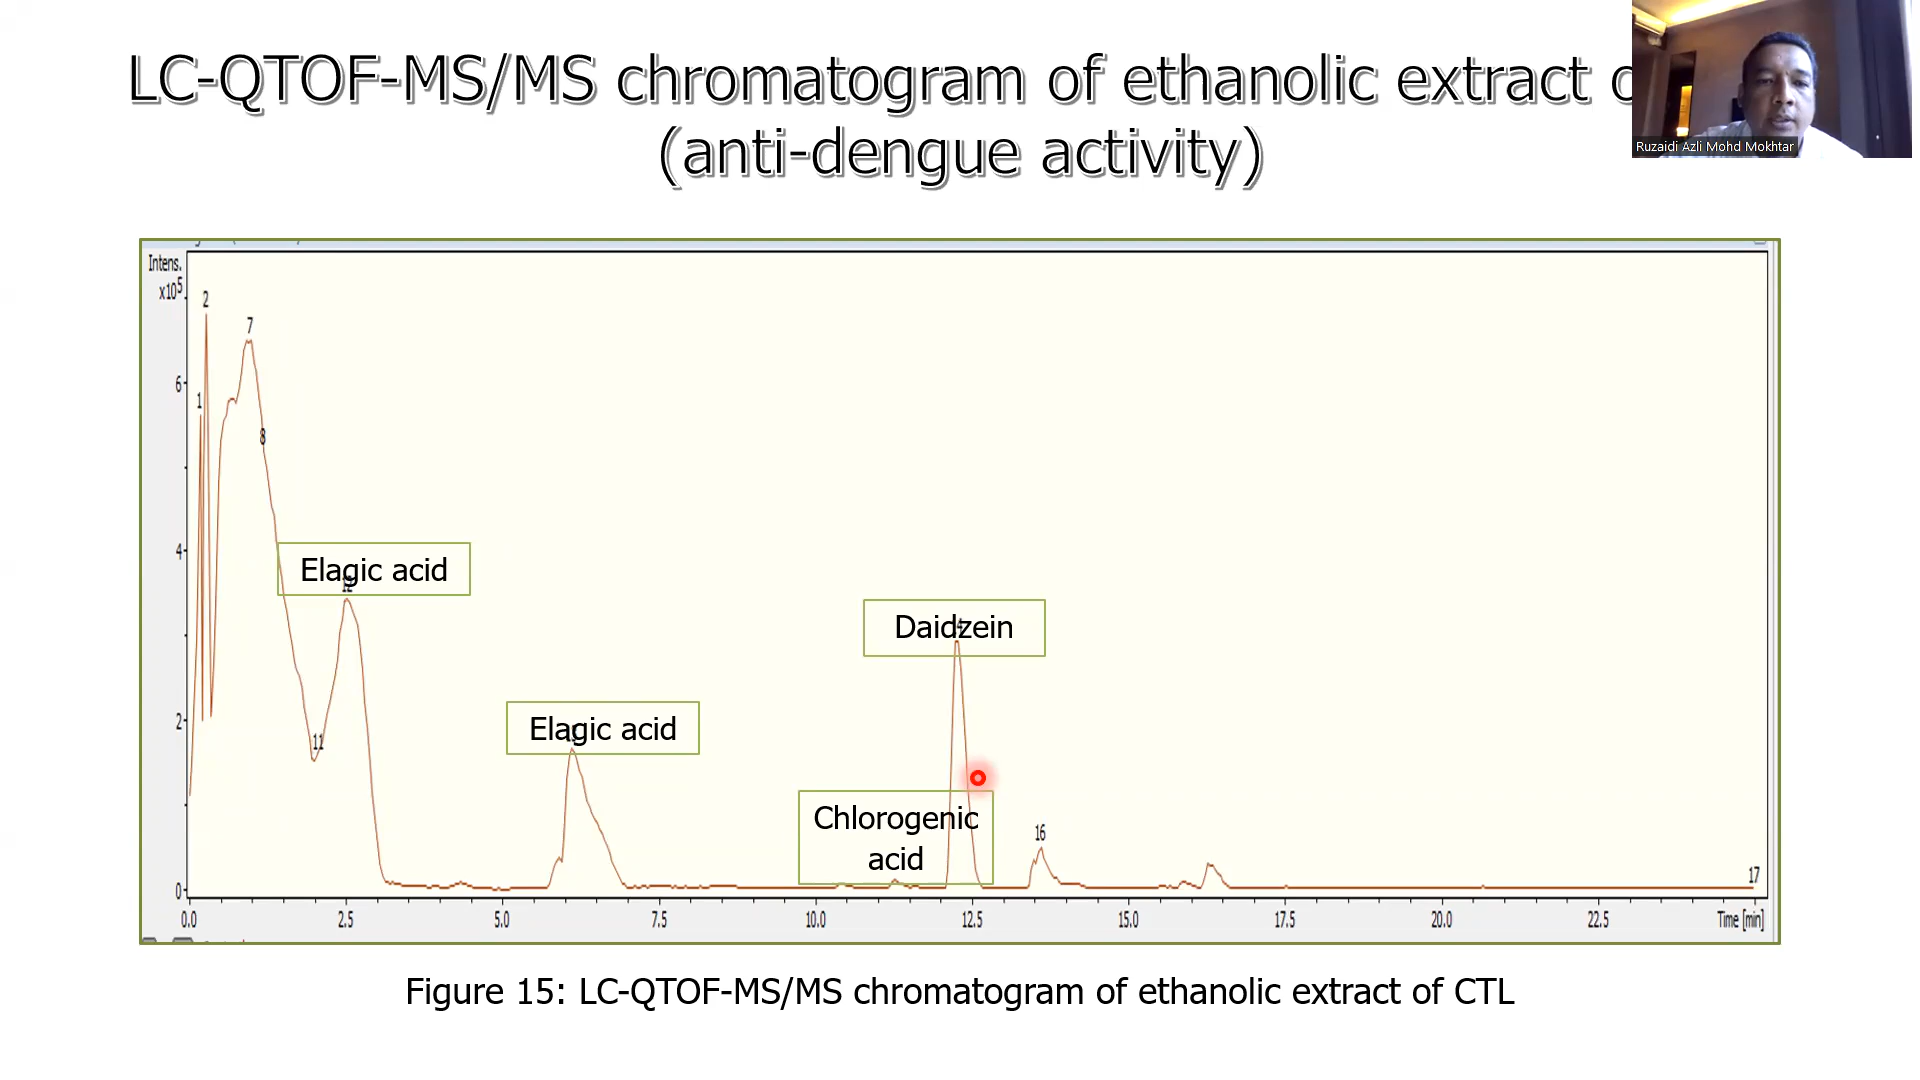 LC-QTOF-MS/MS chromatogram of ethanolic extract
(anti-dengue activity)
Ruzaidi Azli Mohd Mokhtar
Intens.
x10⁵
2
7
6
1
8
4
Elagic acid
Daidzein
Elagic acid
2
11
Chlorogenic
acid
16
17
0
0.0 2.5 5.0 7.5 10.0 12.5 15.0 17.5 20.0 22.5 Time [min]
Figure 15: LC-QTOF-MS/MS chromatogram of ethanolic extract of CTL